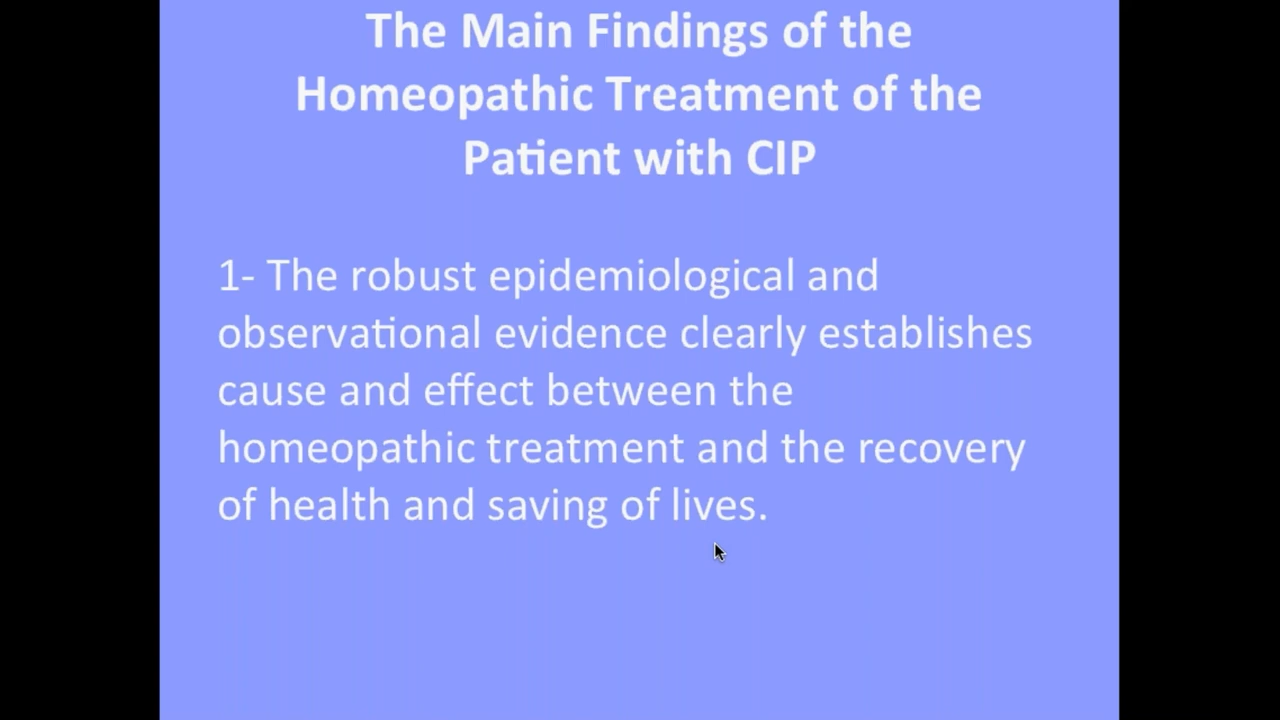 The Main Findings of the
Homeopathic Treatment of the
Patient with CIP
1- The robust epidemiological and
observational evidence clearly establishes
cause and effect between the
homeopathic treatment and the recovery
of health and saving of lives.